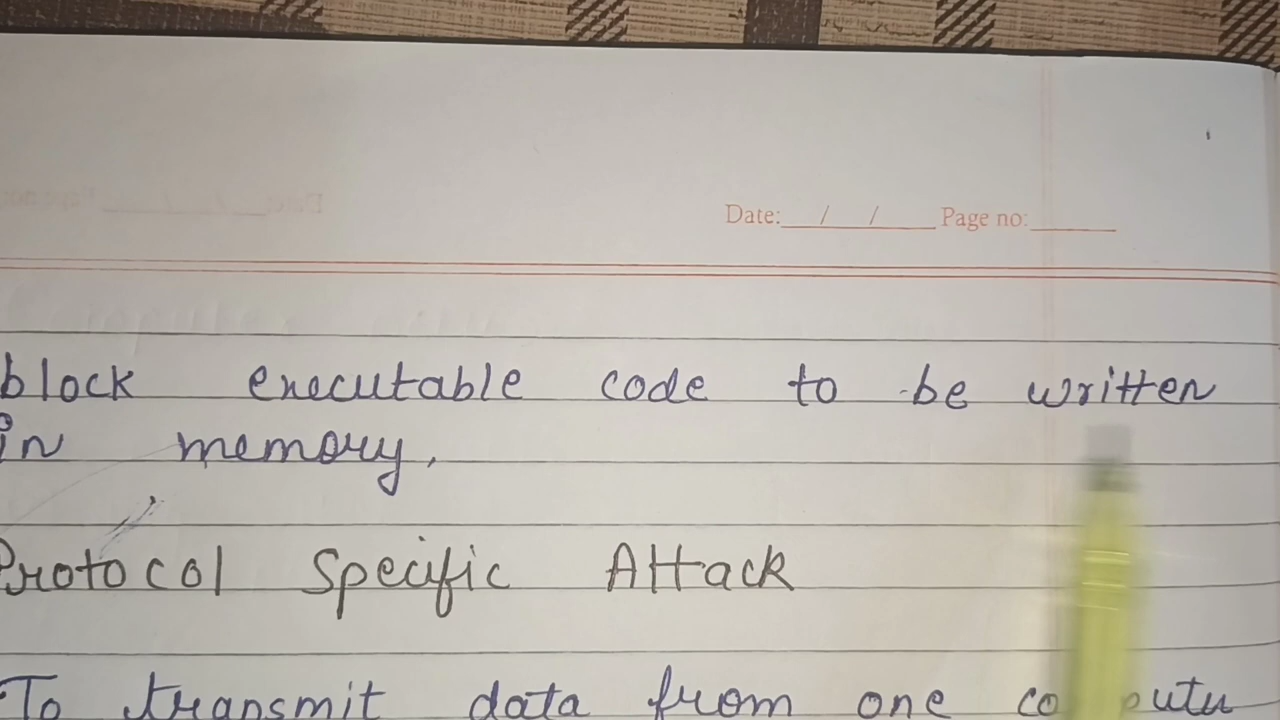 Date: / / Page no:
block executable code to be written
in memory.
Protocol Specific Attack
To transmit data from one